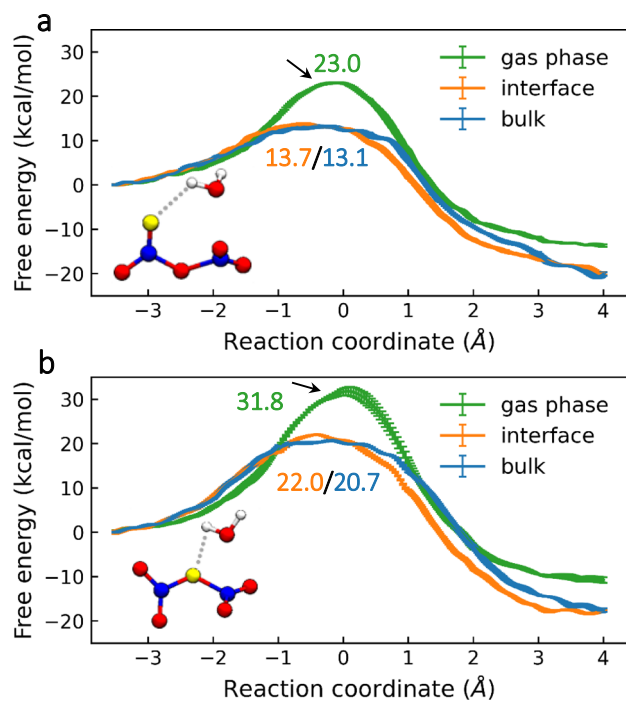 a
30
20
10
0
−10
−20
Free energy (kcal/mol)
23.0
13.7/13.1
gas phase
interface
bulk
−3 −2 −1 0 1 2 3 4
Reaction coordinate (Å)
b
30
20
10
0
−10
−20
Free energy (kcal/mol)
31.8
22.0/20.7
gas phase
interface
bulk
−3 −2 −1 0 1 2 3 4
Reaction coordinate (Å)